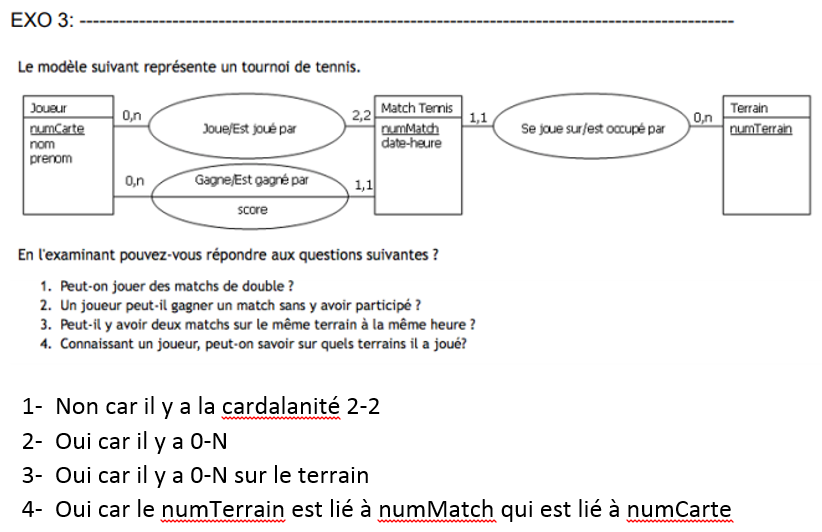 EXO 3: ------------------------------------------------------------------------------------------------
Le modèle suivant représente un tournoi de tennis.
Joueur
numCarte
nom
prenom
0,n
Joue/Est joué par
2,2
Match Tennis
numMatch
date-heure
1,1
Se joue sur/est occupé par
0,n
Terrain
numTerrain
0,n
Gagne/Est gagné par
score
1,1
En l'examinant pouvez-vous répondre aux questions suivantes ?
1. Peut-on jouer des matchs de double ?
2. Un joueur peut-il gagner un match sans y avoir participé ?
3. Peut-il y avoir deux matchs sur le même terrain à la même heure ?
4. Connaissant un joueur, peut-on savoir sur quels terrains il a joué?
1- Non car il y a la cardalanité 2-2
2- Oui car il y a 0-N
3- Oui car il y a 0-N sur le terrain
4- Oui car le numTerrain est lié à numMatch qui est lié à numCarte